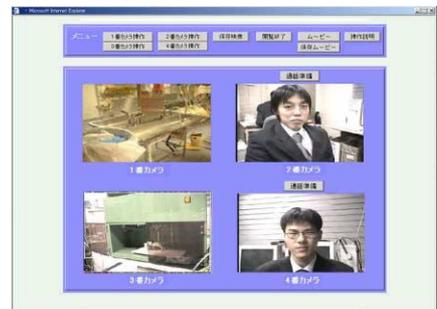 - Microsoft Internet Explorer
メニュー
1番カメラ操作 2番カメラ操作 保存映像 閲覧終了 ムービー 操作説明
3番カメラ操作 4番カメラ操作 保存ムービー
通話準備
1番カメラ 2番カメラ
通話準備
3番カメラ 4番カメラ